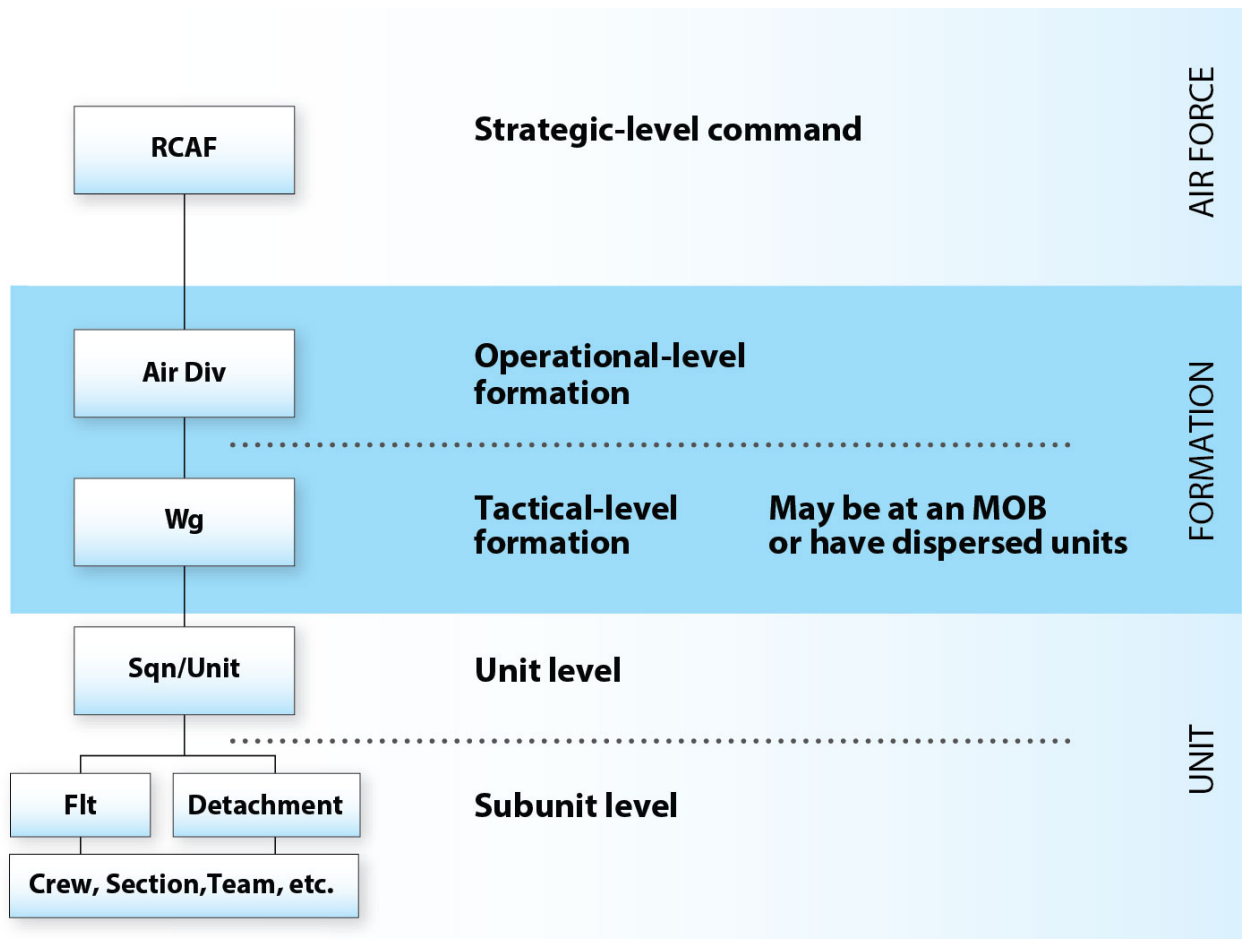 RCAF
Strategic-level command
AIR FORCE
Air Div
Operational-level
formation
FORMATION
Wg
Tactical-level
formation
May be at an MOB
or have dispersed units
Sqn/Unit
Unit level
UNIT
Flt
Detachment
Subunit level
Crew, Section,Team, etc.